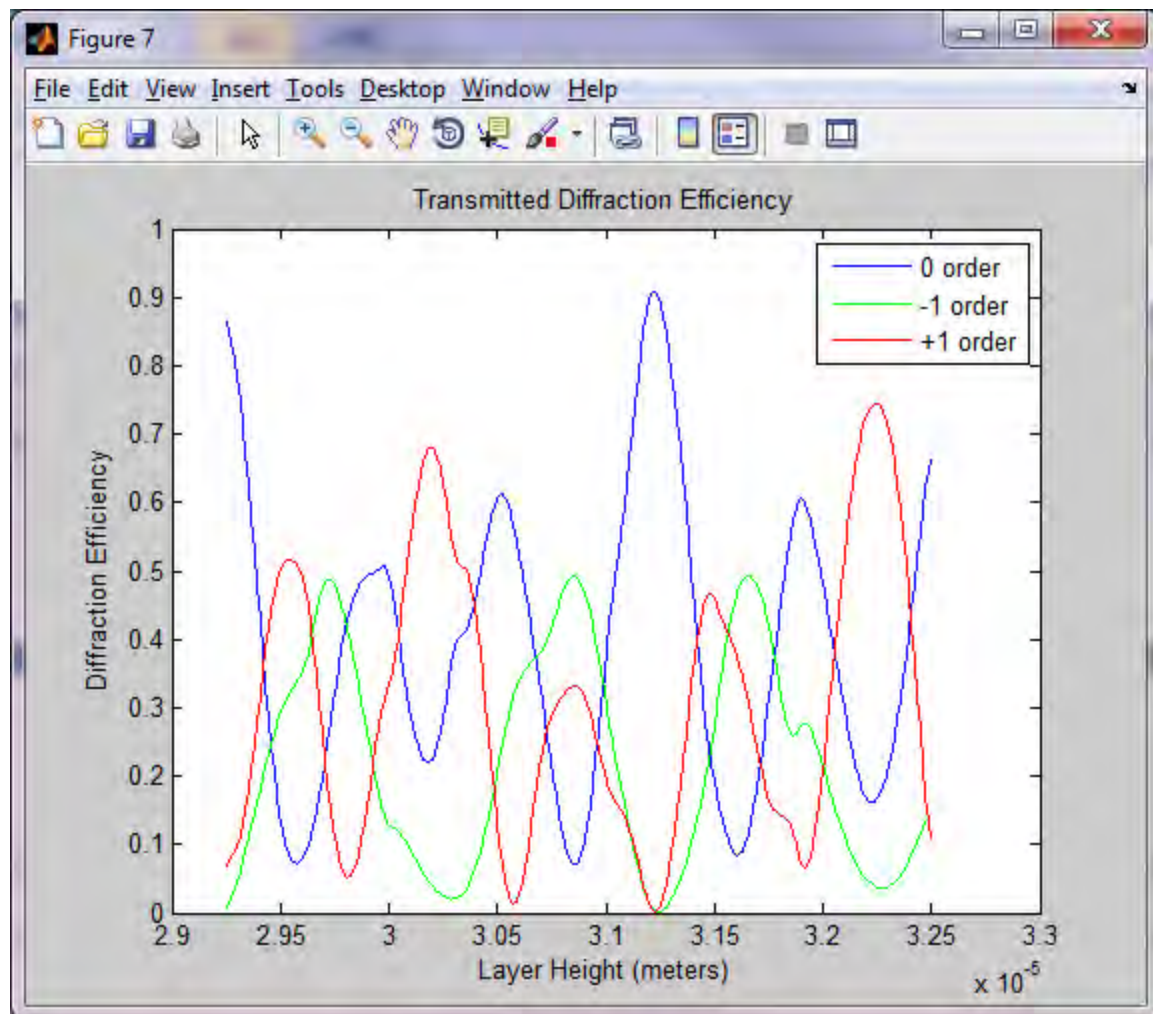 Figure 7
File Edit View Insert Tools Desktop Window Help
Transmitted Diffraction Efficiency
1
0.9
0.8
0.7
0.6
0.5
0.4
0.3
0.2
0.1
0
Diffraction Efficiency
0 order
-1 order
+1 order
2.9 2.95 3 3.05 3.1 3.15 3.2 3.25 3.3
Layer Height (meters)
x 10^-5